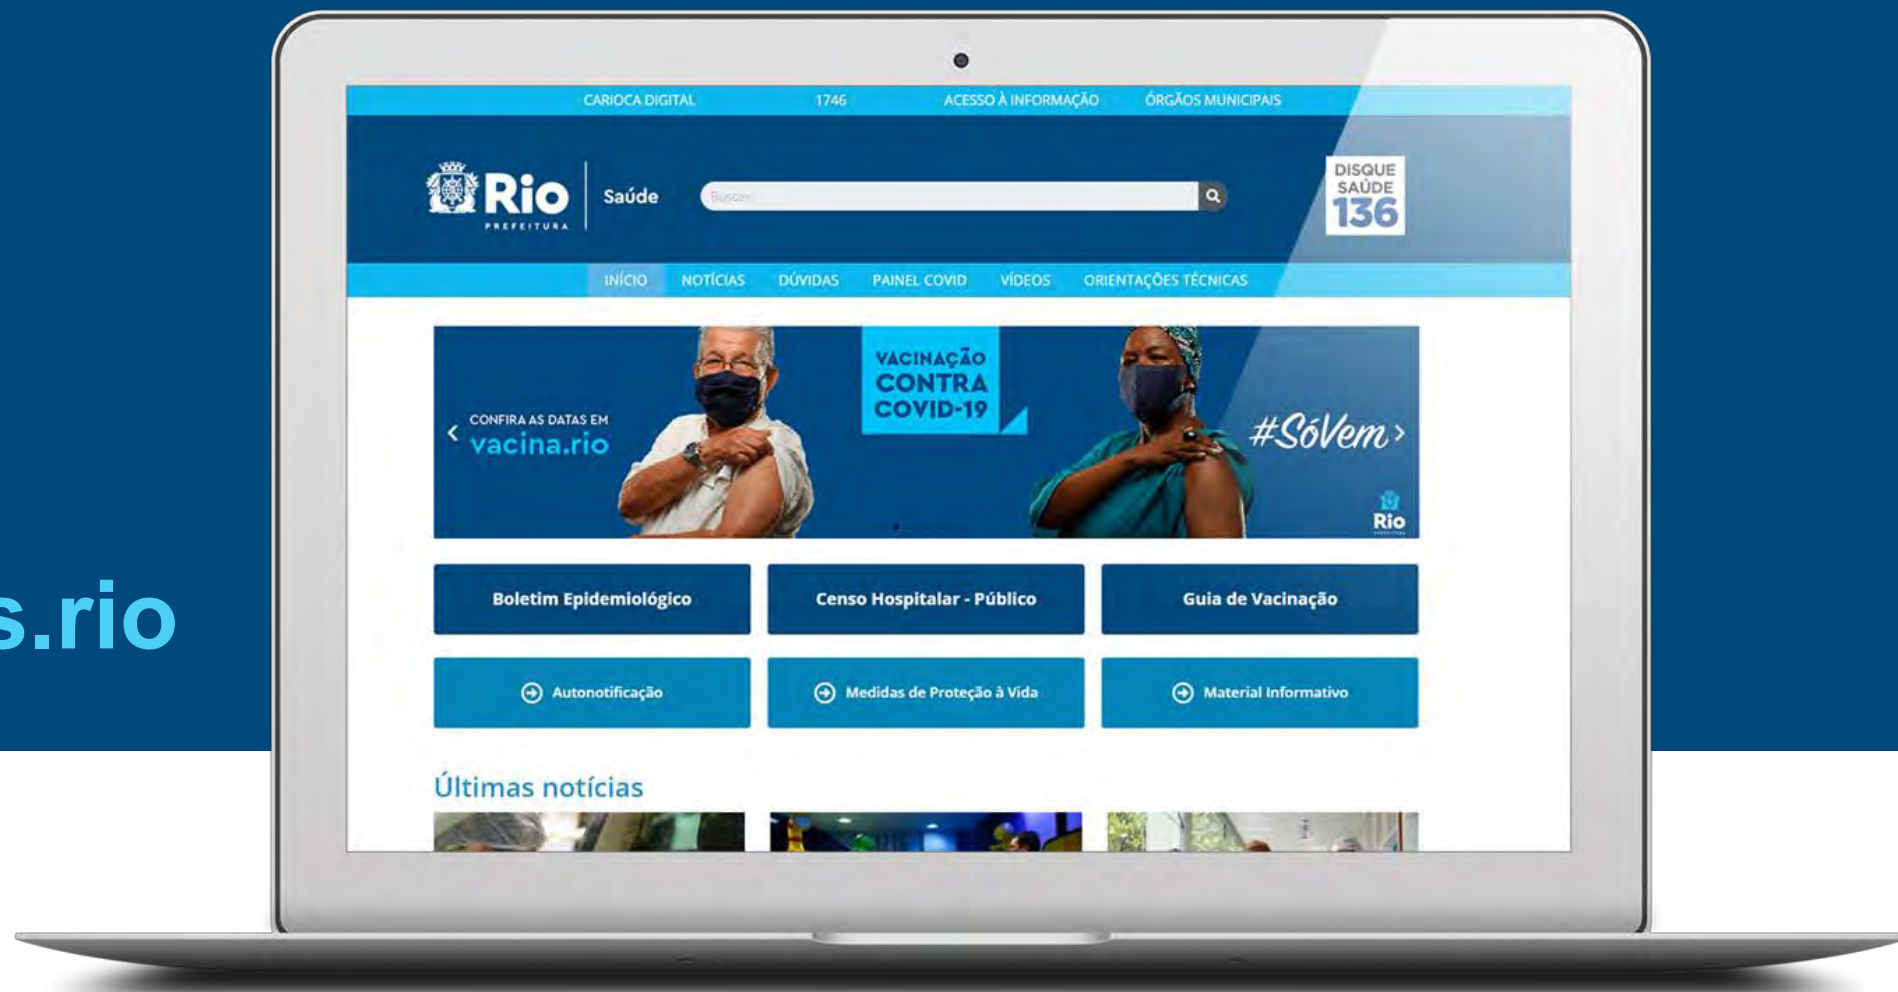 CARIOCA DIGITAL 1746 ACESSO À INFORMAÇÃO ÓRGÃOS MUNICIPAIS
Rio
PREFEITURA
Saúde
Buscar...
DISQUE
SAÚDE
136
INÍCIO NOTÍCIAS DÚVIDAS PAINEL COVID VÍDEOS ORIENTAÇÕES TÉCNICAS
CONFIRA AS DATAS EM
vacina.rio
VACINAÇÃO
CONTRA
COVID-19
#SóVem
Rio
PREFEITURA
s.rio
Boletim Epidemiológico Censo Hospitalar - Público Guia de Vacinação
Autonotificação Medidas de Proteção à Vida Material Informativo
Últimas notícias